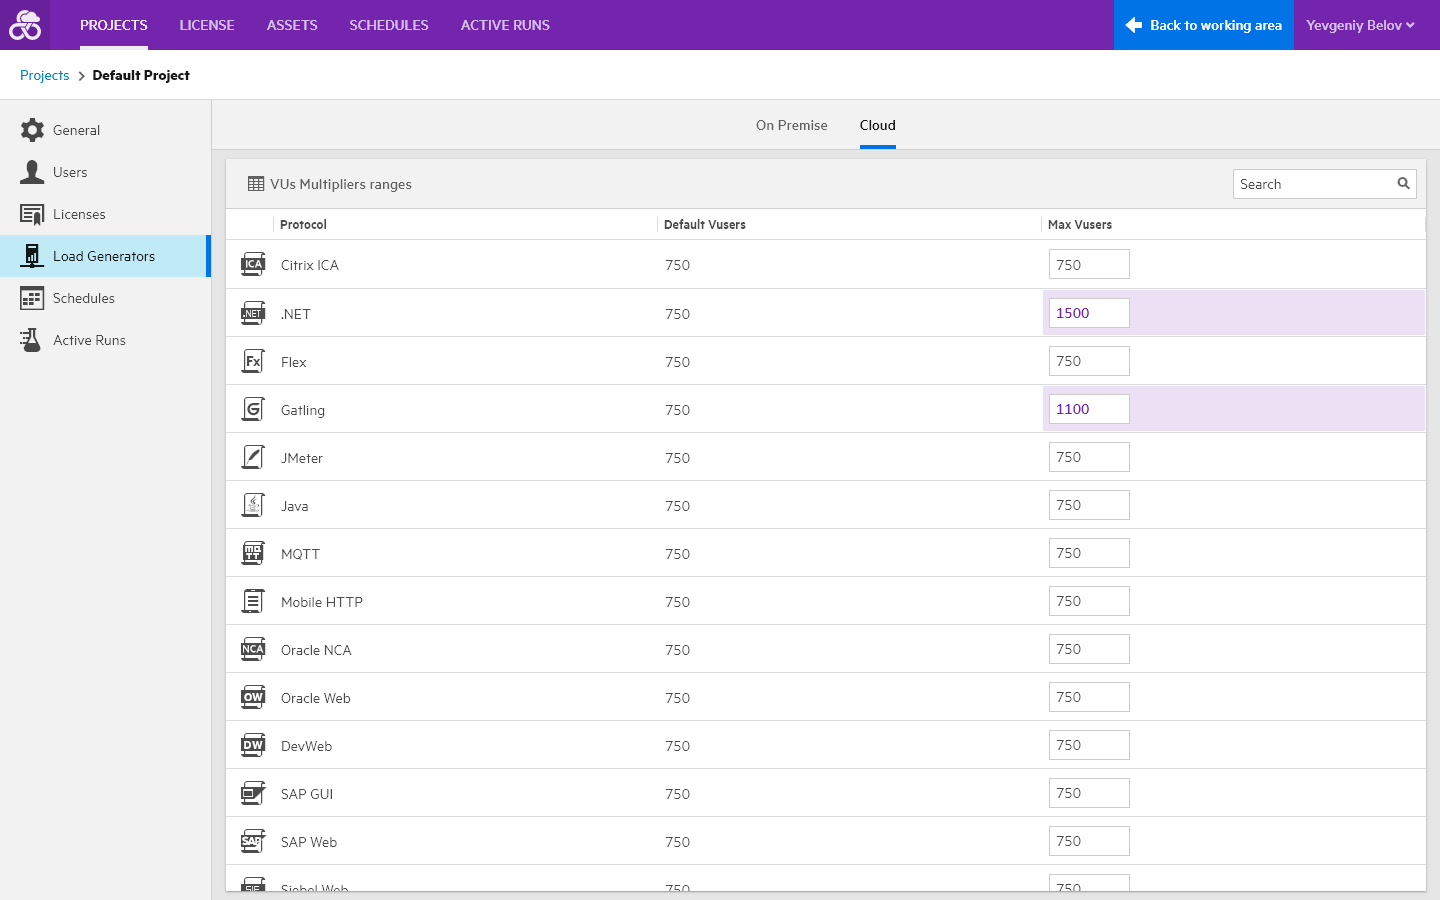 PROJECTS LICENSE ASSETS SCHEDULES ACTIVE RUNS Back to working area Yevgeniy Belov
Projects Default Project
General
Users
Licenses
Load Generators
Schedules
Active Runs
On Premise Cloud
VUs Multipliers ranges Search
Protocol Default Vusers Max Vusers
ICA Citrix ICA 750 750
.NET .NET 750 1500
Fx Flex 750 750
G Gatling 750 1100
JMeter 750 750
Java 750 750
MQTT MQTT 750 750
Mobile HTTP 750 750
NCA Oracle NCA 750 750
OW Oracle Web 750 750
DW DevWeb 750 750
SAP GUI 750 750
SAP SAP Web 750 750
SIE Siebel Web 750 750